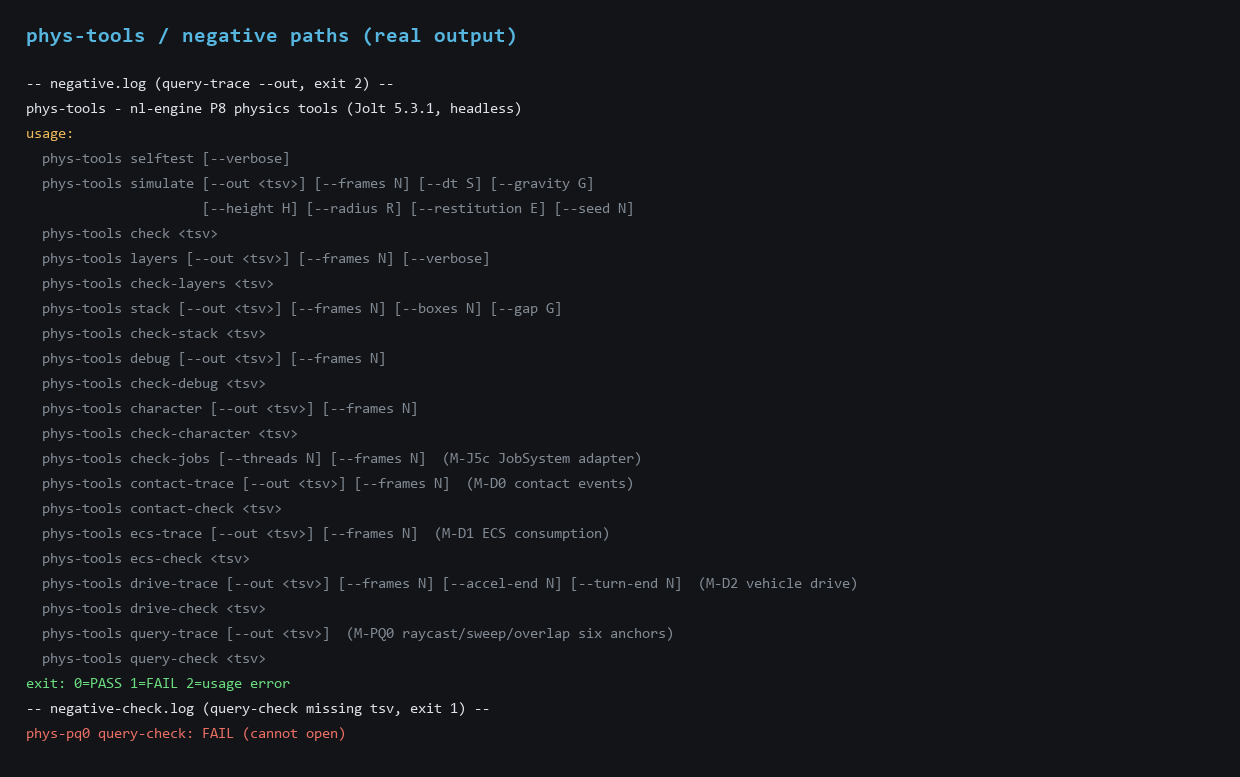 phys-tools / negative paths (real output)
-- negative.log (query-trace --out, exit 2) --
phys-tools - nl-engine P8 physics tools (Jolt 5.3.1, headless)
usage:
  phys-tools selftest [--verbose]
  phys-tools simulate [--out <tsv>] [--frames N] [--dt S] [--gravity G]
                      [--height H] [--radius R] [--restitution E] [--seed N]
  phys-tools check <tsv>
  phys-tools layers [--out <tsv>] [--frames N] [--verbose]
  phys-tools check-layers <tsv>
  phys-tools stack [--out <tsv>] [--frames N] [--boxes N] [--gap G]
  phys-tools check-stack <tsv>
  phys-tools debug [--out <tsv>] [--frames N]
  phys-tools check-debug <tsv>
  phys-tools character [--out <tsv>] [--frames N]
  phys-tools check-character <tsv>
  phys-tools check-jobs [--threads N] [--frames N]  (M-J5c JobSystem adapter)
  phys-tools contact-trace [--out <tsv>] [--frames N]  (M-D0 contact events)
  phys-tools contact-check <tsv>
  phys-tools ecs-trace [--out <tsv>] [--frames N]  (M-D1 ECS consumption)
  phys-tools ecs-check <tsv>
  phys-tools drive-trace [--out <tsv>] [--frames N] [--accel-end N] [--turn-end N]  (M-D2 vehicle drive)
  phys-tools drive-check <tsv>
  phys-tools query-trace [--out <tsv>]  (M-PQ0 raycast/sweep/overlap six anchors)
  phys-tools query-check <tsv>
exit: 0=PASS 1=FAIL 2=usage error
-- negative-check.log (query-check missing tsv, exit 1) --
phys-pq0 query-check: FAIL (cannot open)